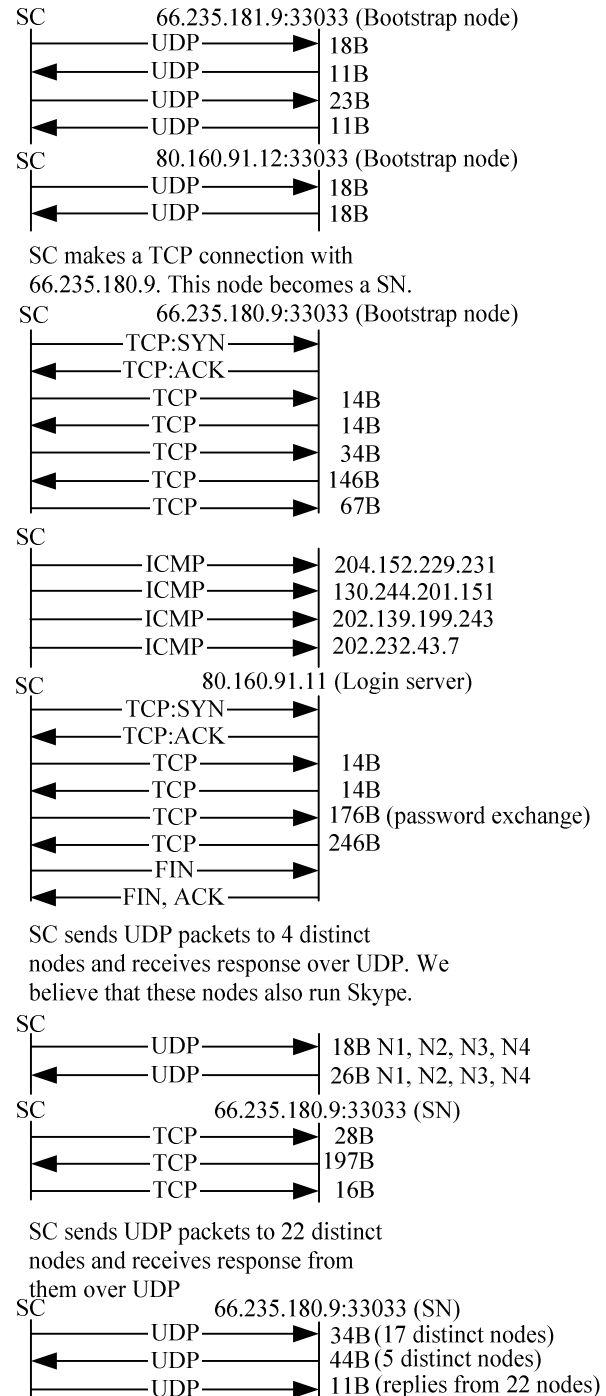 SC 66.235.181.9:33033 (Bootstrap node)
UDP 18B
UDP 11B
UDP 23B
UDP 11B
SC 80.160.91.12:33033 (Bootstrap node)
UDP 18B
UDP 18B
SC makes a TCP connection with
66.235.180.9. This node becomes a SN.
SC 66.235.180.9:33033 (Bootstrap node)
TCP:SYN
TCP:ACK
TCP 14B
TCP 14B
TCP 34B
TCP 146B
TCP 67B
SC
ICMP 204.152.229.231
ICMP 130.244.201.151
ICMP 202.139.199.243
ICMP 202.232.43.7
SC 80.160.91.11 (Login server)
TCP:SYN
TCP:ACK
TCP 14B
TCP 14B
TCP 176B (password exchange)
TCP 246B
FIN
FIN, ACK
SC sends UDP packets to 4 distinct
nodes and receives response over UDP. We
believe that these nodes also run Skype.
SC
UDP 18B N1, N2, N3, N4
UDP 26B N1, N2, N3, N4
SC 66.235.180.9:33033 (SN)
TCP 28B
TCP 197B
TCP 16B
SC sends UDP packets to 22 distinct
nodes and receives response from
them over UDP
SC 66.235.180.9:33033 (SN)
UDP 34B (17 distinct nodes)
UDP 44B (5 distinct nodes)
UDP 11B (replies from 22 nodes)